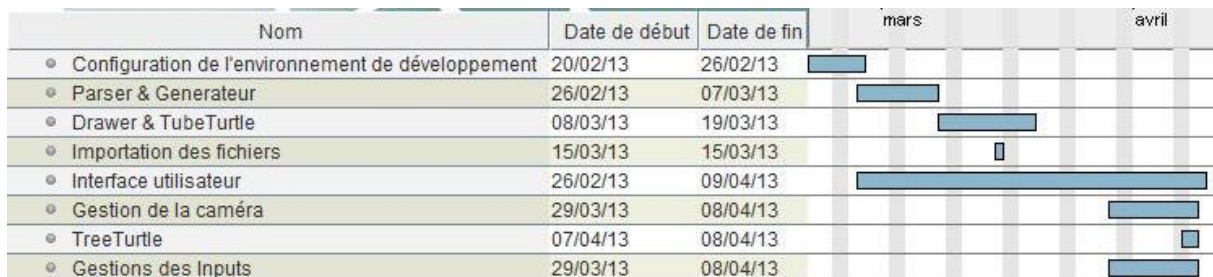 Nom Date de début Date de fin mars avril
Configuration de l'environnement de développement 20/02/13 26/02/13
Parser & Generateur 26/02/13 07/03/13
Drawer & TubeTurtle 08/03/13 19/03/13
Importation des fichiers 15/03/13 15/03/13
Interface utilisateur 26/02/13 09/04/13
Gestion de la caméra 29/03/13 08/04/13
TreeTurtle 07/04/13 08/04/13
Gestions des Inputs 29/03/13 08/04/13